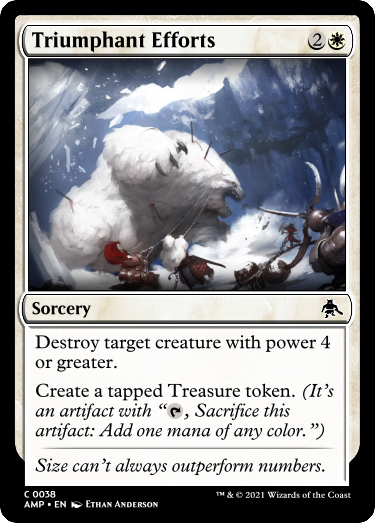 Triumphant Efforts 2
Sorcery
Destroy target creature with power 4
or greater.
Create a tapped Treasure token. (It's
an artifact with “, Sacrifice this
artifact: Add one mana of any color.”)
Size can't always outperform numbers.
C 0038
AMP • EN Ethan Anderson
™ & © 2021 Wizards of the Coast